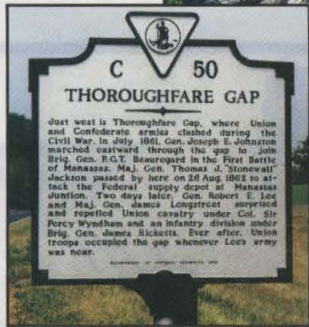 C 50
THOROUGHFARE GAP
Just west is Thoroughfare Gap, where Union
and Confederate armies clashed during the
Civil War. In July 1861, Gen. Joseph E. Johnston
marched eastward through the gap to join
Brig. Gen. P.G.T. Beauregard in the First Battle
of Manassas. Maj. Gen. Thomas J. "Stonewall"
Jackson passed by here on 26 Aug. 1862 to at-
tack the Federal supply depot at Manassas
Junction. Two days later, Gen. Robert E. Lee
and Maj. Gen. James Longstreet surprised
and repelled Union cavalry under Col. Sir
Percy Wyndham and an infantry division under
Brig. Gen. James Ricketts. Ever after, Union
troops occupied the gap whenever Lee's army
was near.